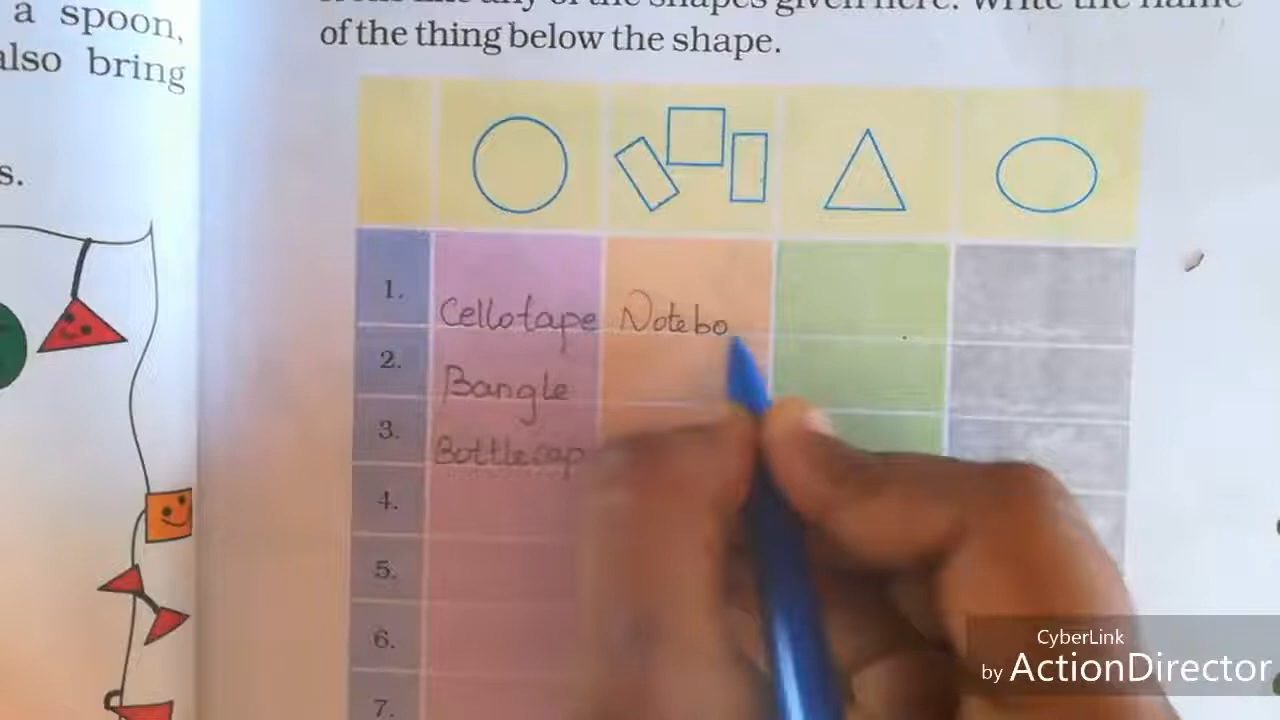 a spoon,
also bring
s.
of the thing below the shape.
1.
Cellotape Notebo
2.
Bangle
3.
Bottlecap
4.
5.
6.
7.
CyberLink
by ActionDirector